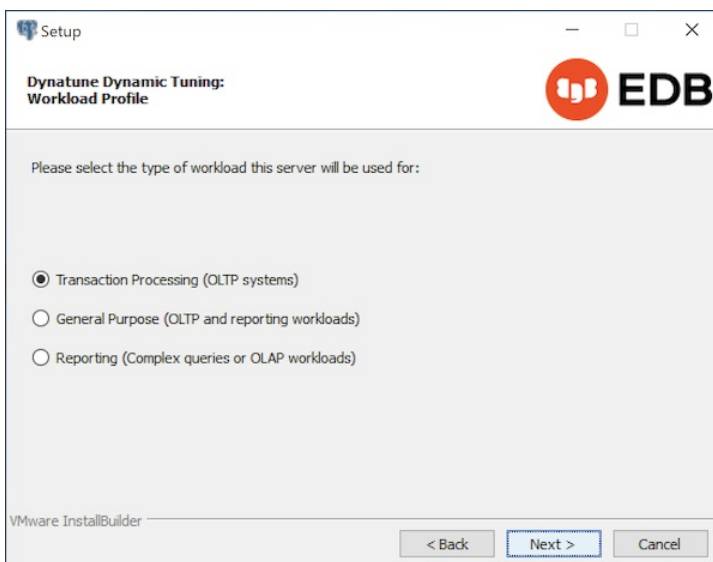 Setup
Dynatune Dynamic Tuning:
Workload Profile
EDB
Please select the type of workload this server will be used for:
Transaction Processing (OLTP systems)
General Purpose (OLTP and reporting workloads)
Reporting (Complex queries or OLAP workloads)
VMware InstallBuilder
< Back
Next >
Cancel